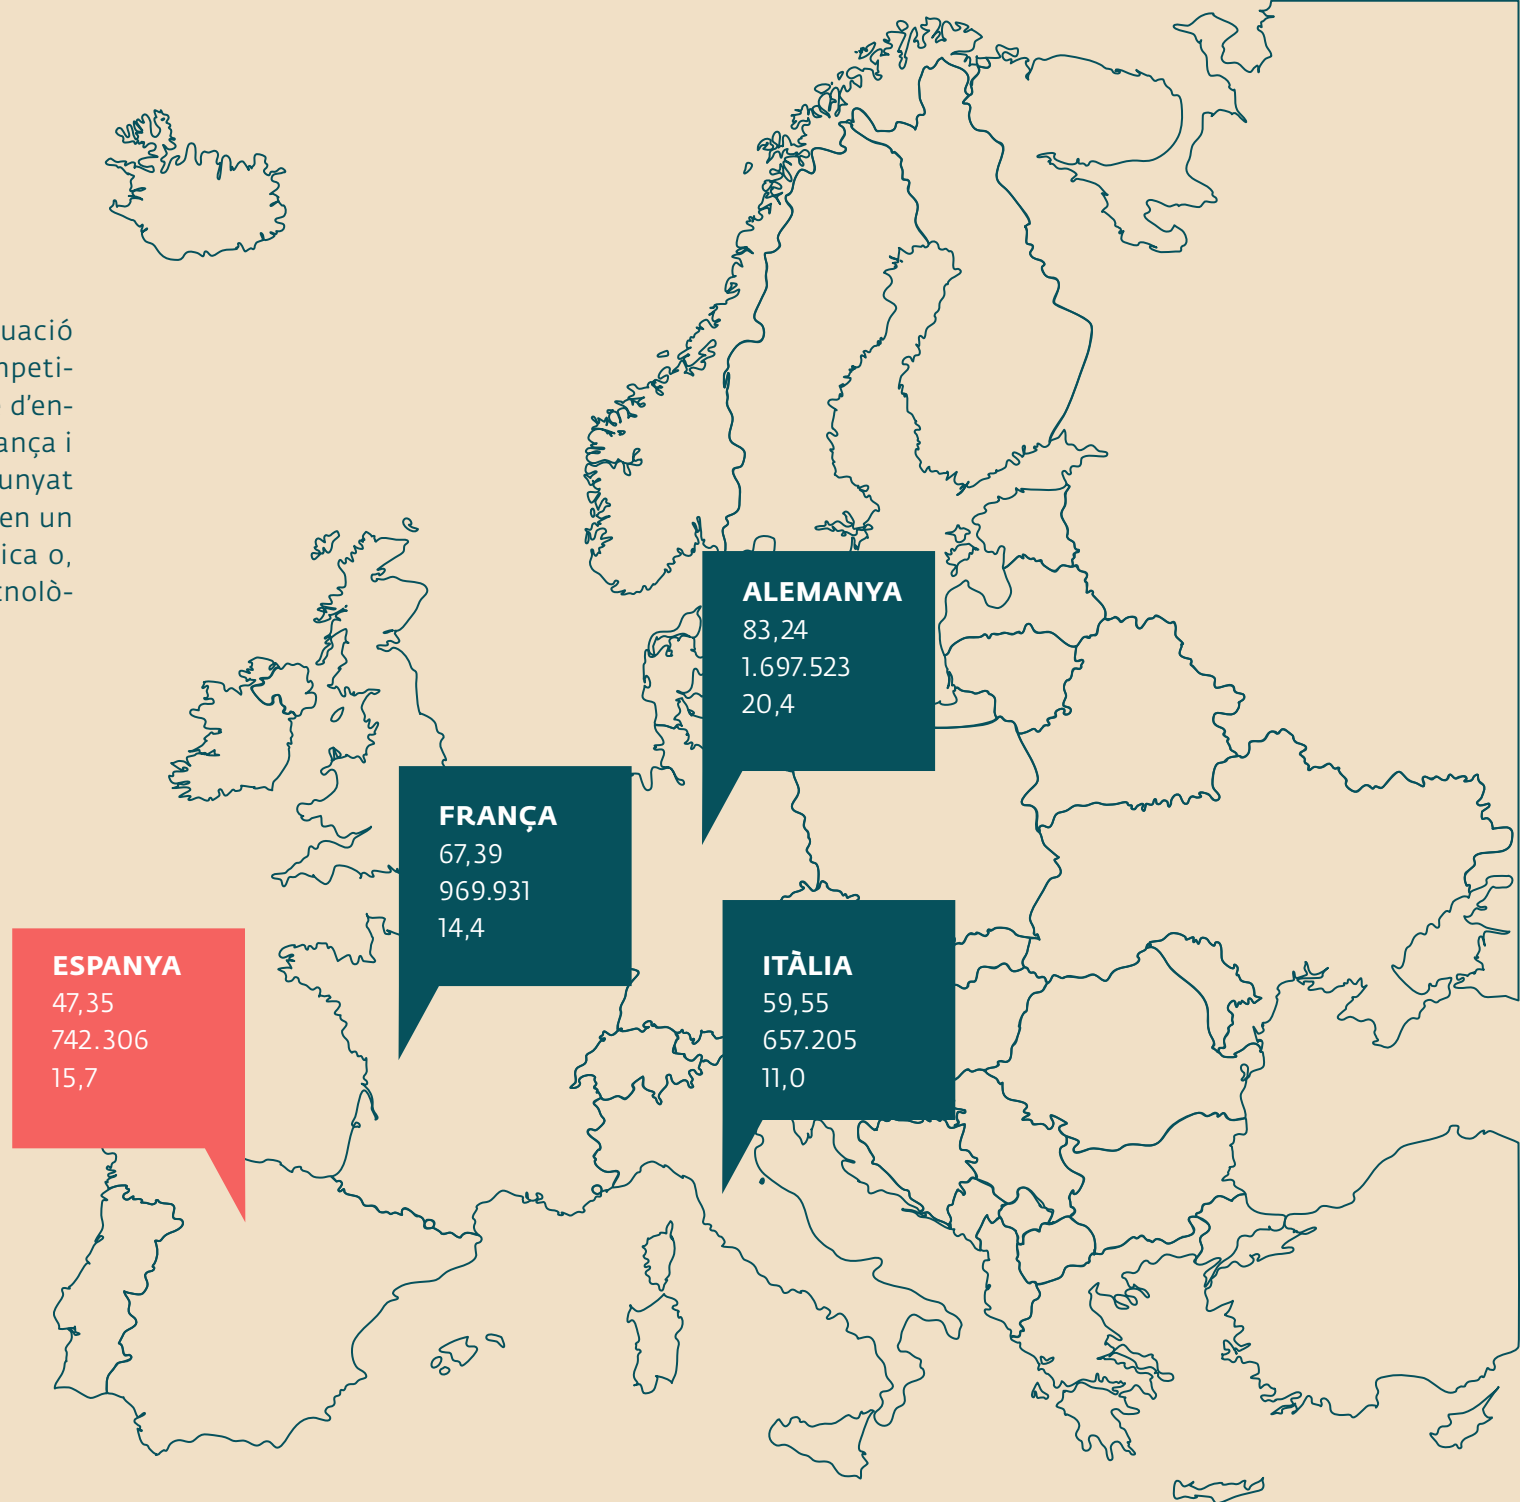 uació
mpeti-
d'en-
ança i
unyat
en un
ica o,
cnolò-
ALEMANYA
83,24
1.697.523
20,4
FRANÇA
67,39
969.931
14,4
ESPANYA
47,35
742.306
15,7
ITÀLIA
59,55
657.205
11,0